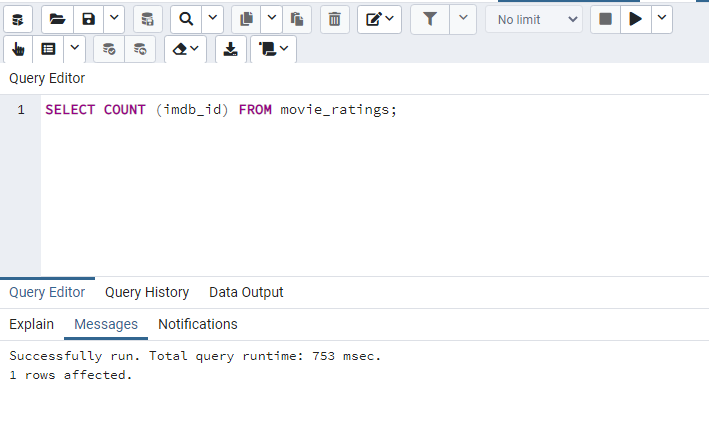 No limit
Query Editor
1 SELECT COUNT (imdb_id) FROM movie_ratings;
Query Editor Query History Data Output
Explain Messages Notifications
Successfully run. Total query runtime: 753 msec.
1 rows affected.